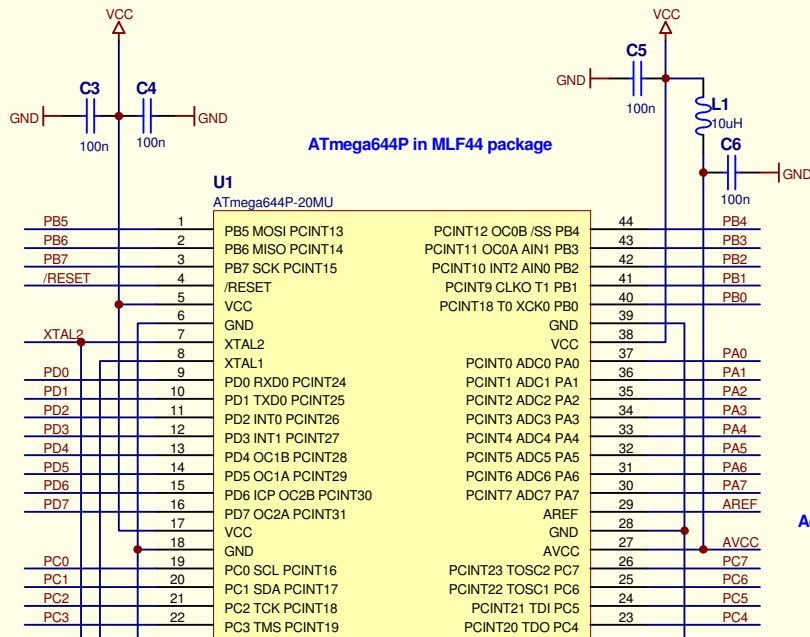 VCC
VCC
C3
C4
C5
GND
GND
GND
100n
100n
100n
L1
10uH
C6
GND
100n
ATmega644P in MLF44 package
U1
ATmega644P-20MU
PB5 1 PB5 MOSI PCINT13 PCINT12 OC0B /SS PB4 44 PB4
PB6 2 PB6 MISO PCINT14 PCINT11 OC0A AIN1 PB3 43 PB3
PB7 3 PB7 SCK PCINT15 PCINT10 INT2 AIN0 PB2 42 PB2
/RESET 4 /RESET PCINT9 CLKO T1 PB1 41 PB1
5 VCC PCINT18 T0 XCK0 PB0 40 PB0
6 GND GND 39
XTAL2 7 XTAL2 VCC 38
8 XTAL1 PCINT0 ADC0 PA0 37 PA0
PD0 9 PD0 RXD0 PCINT24 PCINT1 ADC1 PA1 36 PA1
PD1 10 PD1 TXD0 PCINT25 PCINT2 ADC2 PA2 35 PA2
PD2 11 PD2 INT0 PCINT26 PCINT3 ADC3 PA3 34 PA3
PD3 12 PD3 INT1 PCINT27 PCINT4 ADC4 PA4 33 PA4
PD4 13 PD4 OC1B PCINT28 PCINT5 ADC5 PA5 32 PA5
PD5 14 PD5 OC1A PCINT29 PCINT6 ADC6 PA6 31 PA6
PD6 15 PD6 ICP OC2B PCINT30 PCINT7 ADC7 PA7 30 PA7
PD7 16 PD7 OC2A PCINT31 AREF 29 AREF
17 VCC GND 28
18 GND AVCC 27 AVCC
PC0 19 PC0 SCL PCINT16 PCINT23 TOSC2 PC7 26 PC7
PC1 20 PC1 SDA PCINT17 PCINT22 TOSC1 PC6 25 PC6
PC2 21 PC2 TCK PCINT18 PCINT21 TDI PC5 24 PC5
PC3 22 PC3 TMS PCINT19 PCINT20 TDO PC4 23 PC4